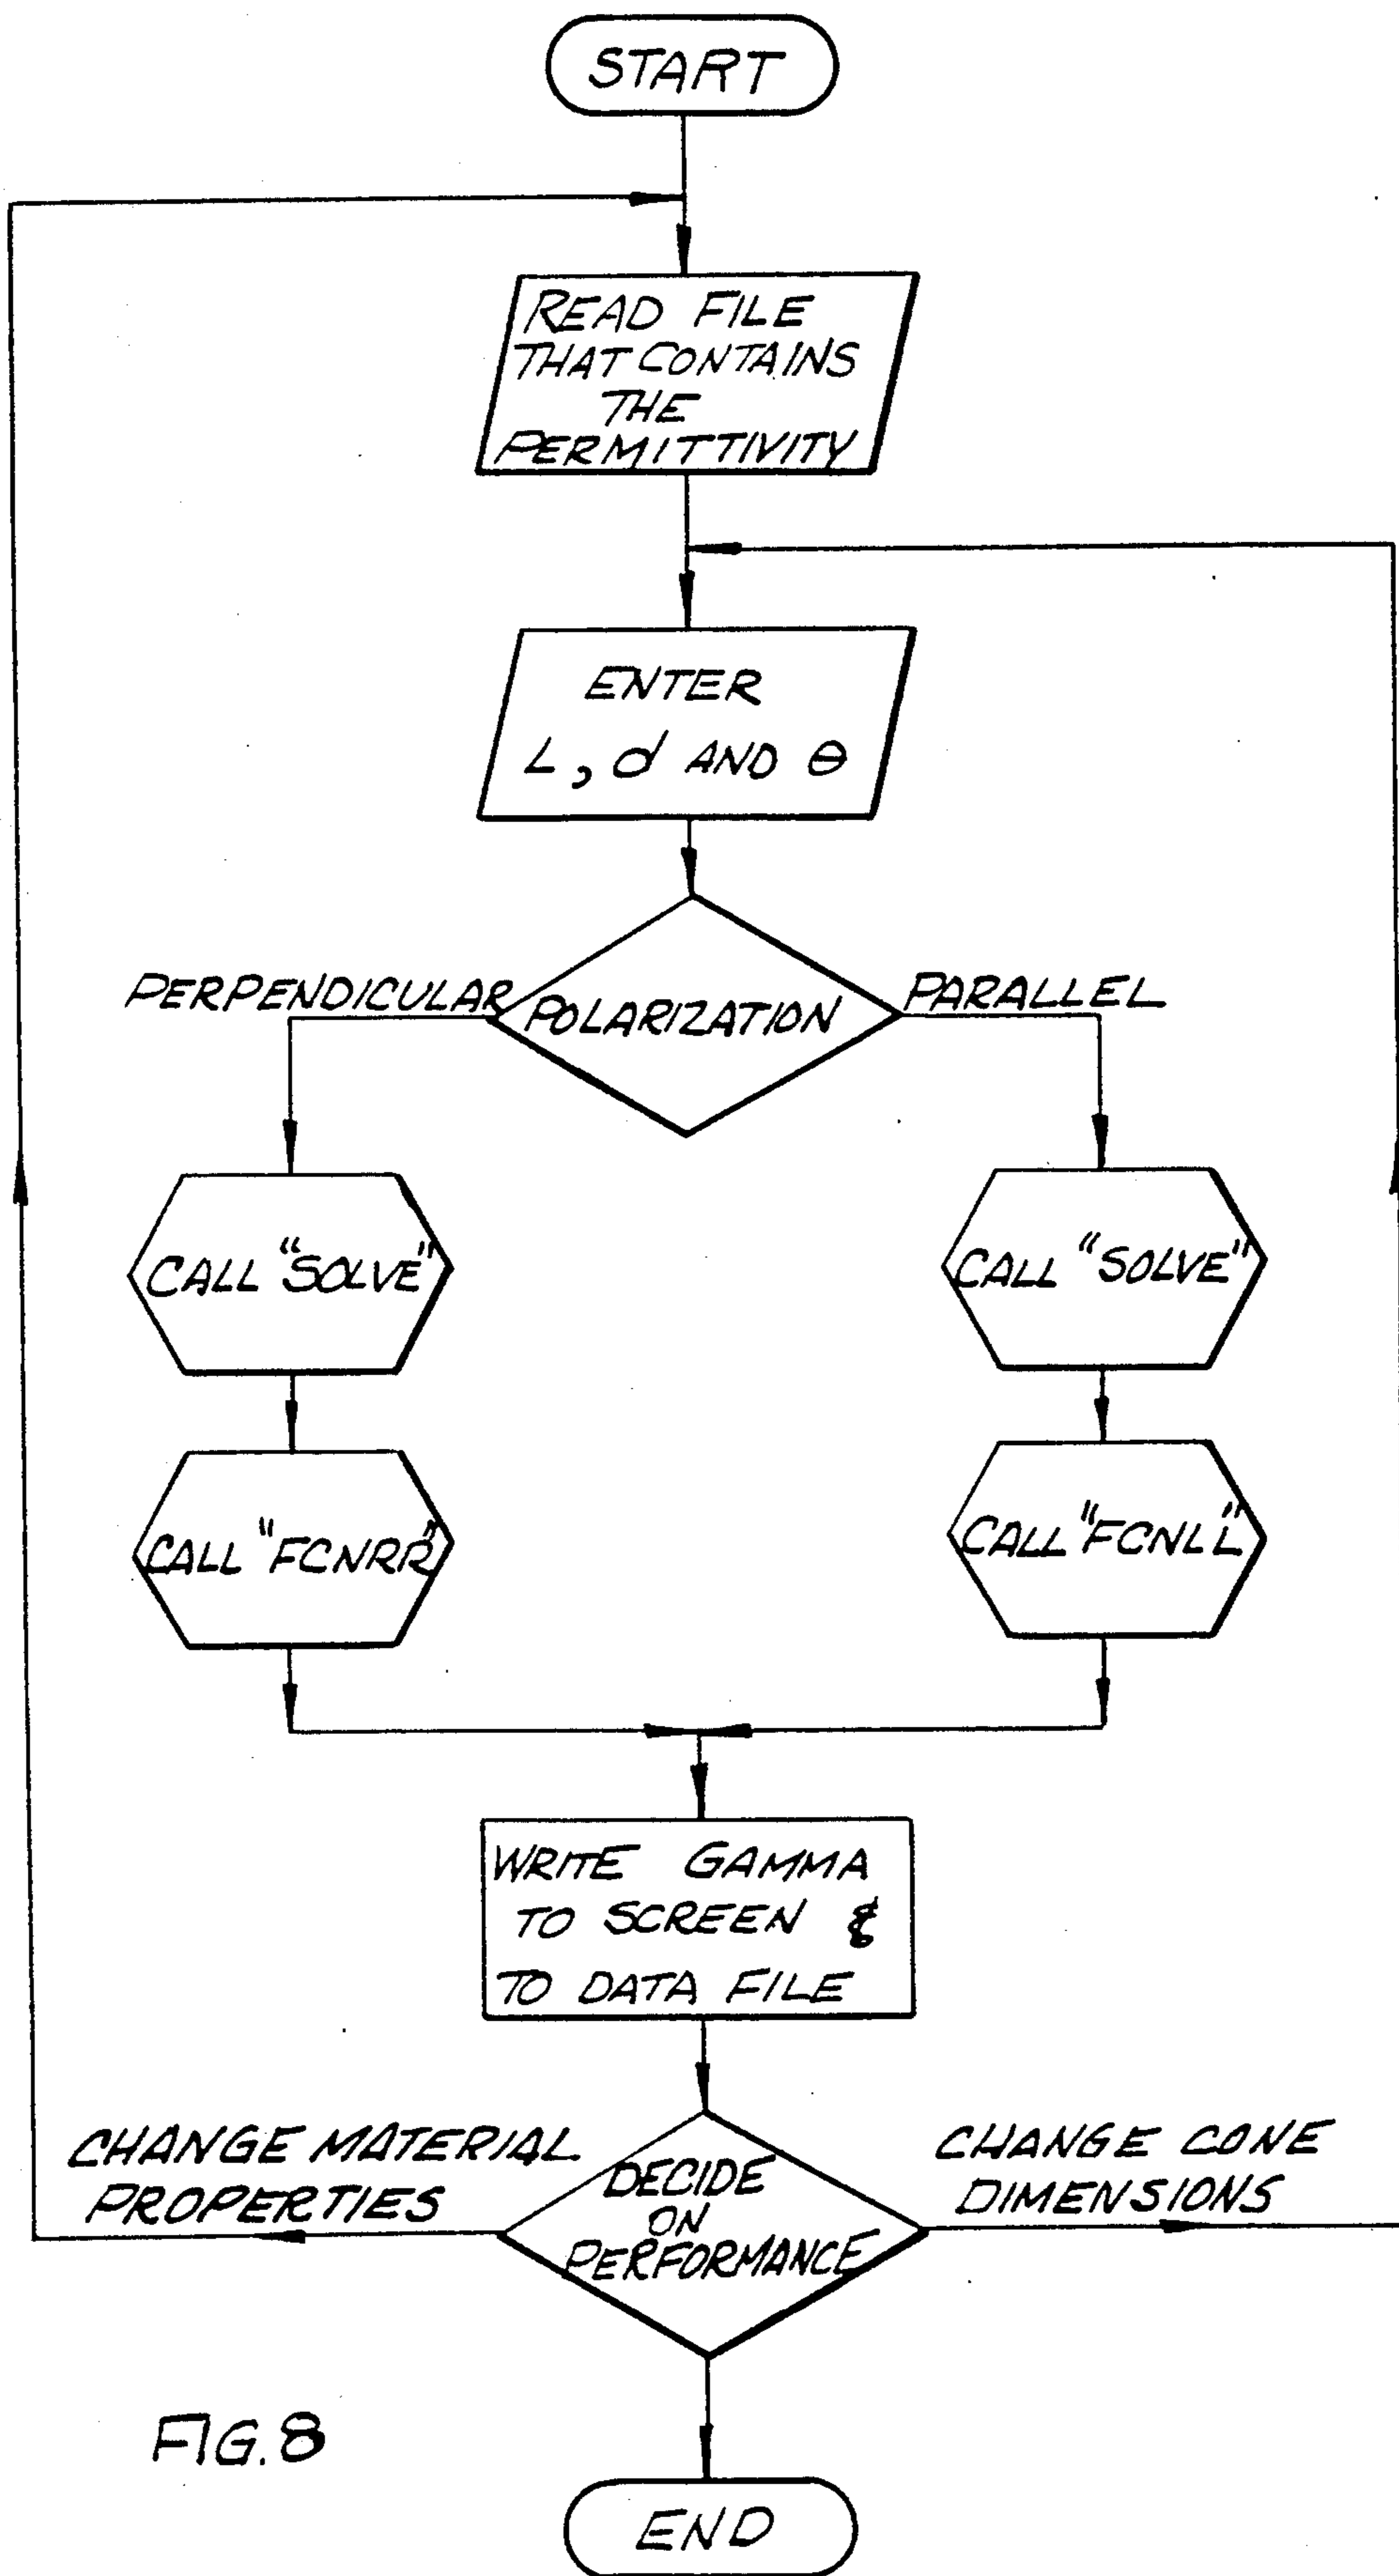 START
READ FILE
THAT CONTAINS
THE
PERMITTIVITY
ENTER
L, d AND θ
PERPENDICULAR
POLARIZATION
PARALLEL
CALL "SOLVE"
CALL "SOLVE"
CALL "FCNRR"
CALL "FCNLL"
WRITE GAMMA
TO SCREEN &
TO DATA FILE
CHANGE MATERIAL
PROPERTIES
DECIDE
ON
PERFORMANCE
CHANGE CONE
DIMENSIONS
FIG. 8
END